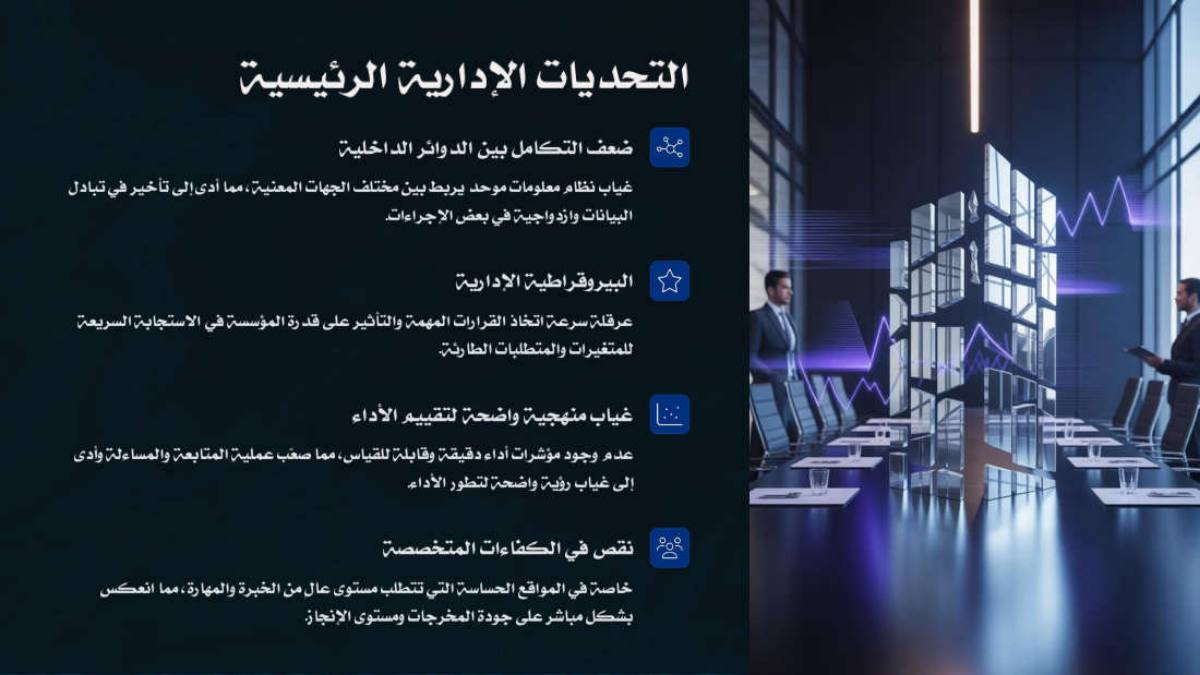 التحديات الإدارية الرئيسية
ضعف التكامل بين الدوائر الداخلية
غياب نظام معلومات موحد يربط بين مختلف الجهات المعنية، مما أدى إلى تأخير في تبادل
البيانات وازدواجية في بعض الإجراءات.
البيروقراطية الإدارية
عرقلة سرعة اتخاذ القرارات المهمة والتأثير على قدرة المؤسسة في الاستجابة السريعة
للمتغيرات والمتطلبات الطارئة.
غياب منهجية واضحة لتقييم الأداء
عدم وجود مؤشرات أداء دقيقة وقابلة للقياس، مما صعّب عملية المتابعة والمساءلة وأدى
إلى غياب رؤية واضحة لتطور الأداء.
نقص في الكفاءات المتخصصة
خاصة في المواقع الحساسة التي تتطلب مستوى عال من الخبرة والمهارة، مما انعكس
بشكل مباشر على جودة المخرجات ومستوى الإنجاز.